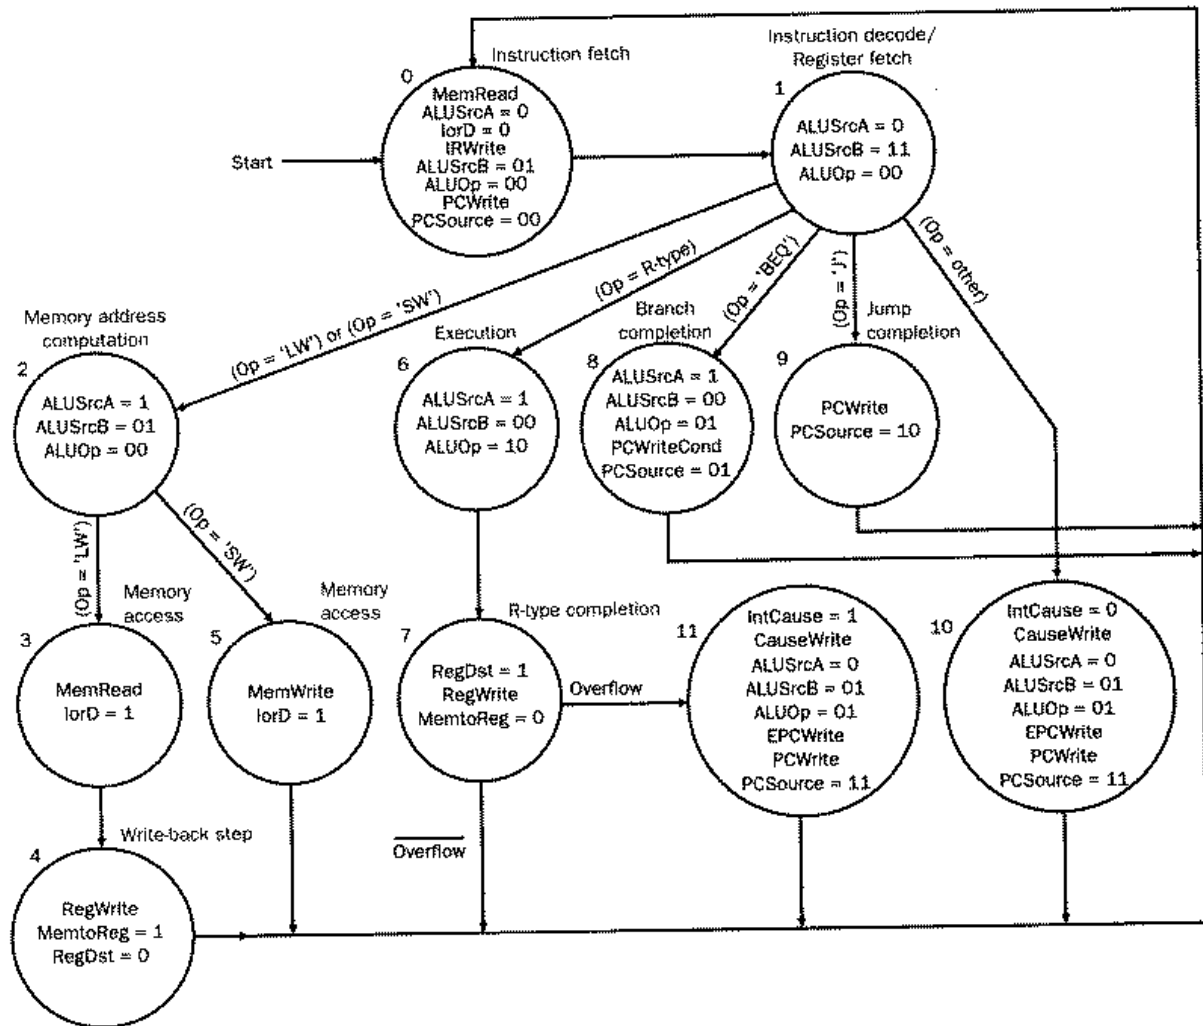 Instruction fetch
0
MemRead
ALUSrcA = 0
IorD = 0
IRWrite
ALUSrcB = 01
ALUOp = 00
PCWrite
PCSource = 00
Start
Instruction decode/
Register fetch
1
ALUSrcA = 0
ALUSrcB = 11
ALUOp = 00
(Op = 'LW') or (Op = 'SW')
(Op = R-type)
(Op = 'BEQ')
(Op = 'J')
(Op = other)
Memory address
computation
2
ALUSrcA = 1
ALUSrcB = 01
ALUOp = 00
Execution
6
ALUSrcA = 1
ALUSrcB = 00
ALUOp = 10
Branch
completion
8
ALUSrcA = 1
ALUSrcB = 00
ALUOp = 01
PCWriteCond
PCSource = 01
Jump
completion
9
PCWrite
PCSource = 10
(Op = 'LW')
(Op = 'SW')
Memory
access
3
MemRead
IorD = 1
Memory
access
5
MemWrite
IorD = 1
R-type completion
7
RegDst = 1
RegWrite
MemtoReg = 0
Overflow
11
IntCause = 1
CauseWrite
ALUSrcA = 0
ALUSrcB = 01
ALUOp = 01
EPCWrite
PCWrite
PCSource = 11
10
IntCause = 0
CauseWrite
ALUSrcA = 0
ALUSrcB = 01
ALUOp = 01
EPCWrite
PCWrite
PCSource = 11
Write-back step
4
RegWrite
MemtoReg = 1
RegDst = 0
Overflow